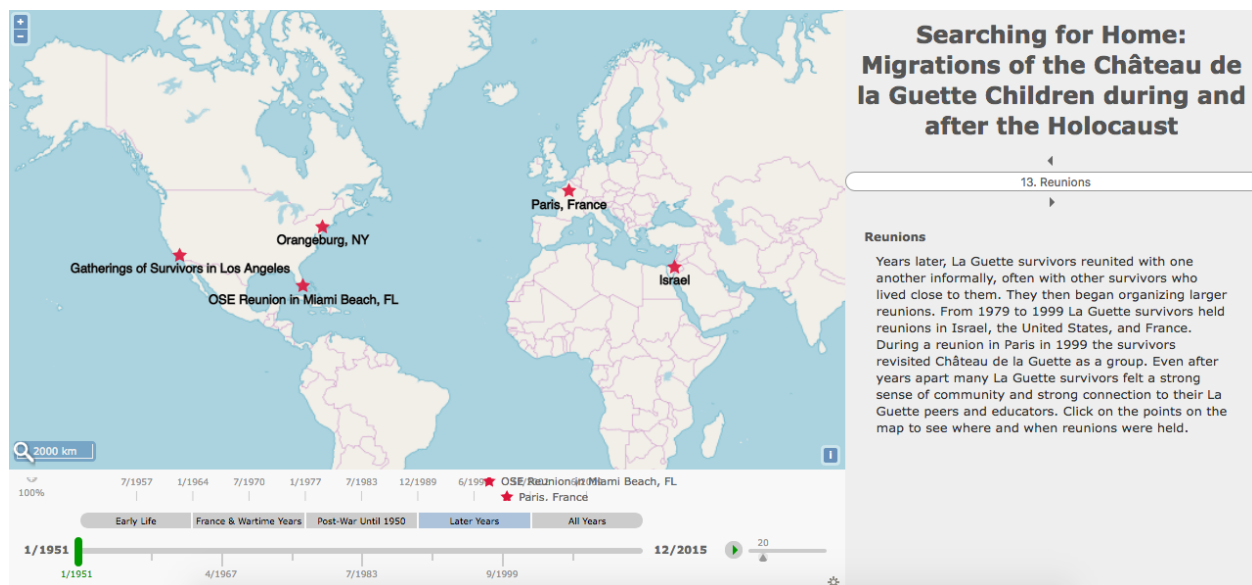 +
-
Paris, France
Orangeburg, NY
Gatherings of Survivors in Los Angeles
OSE Reunion in Miami Beach, FL
Israel
2000 km
i
Searching for Home:
Migrations of the Château de
la Guette Children during and
after the Holocaust
13. Reunions
Reunions
Years later, La Guette survivors reunited with one
another informally, often with other survivors who
lived close to them. They then began organizing larger
reunions. From 1979 to 1999 La Guette survivors held
reunions in Israel, the United States, and France.
During a reunion in Paris in 1999 the survivors
revisited Château de la Guette as a group. Even after
years apart many La Guette survivors felt a strong
sense of community and strong connection to their La
Guette peers and educators. Click on the points on the
map to see where and when reunions were held.
100%
7/1957 1/1964 7/1970 1/1977 7/1983 12/1989
OSE Reunion in Miami Beach, FL
Paris, France
Early Life France & Wartime Years Post-War Until 1950 Later Years All Years
1/1951 12/2015 20
1/1951 4/1967 7/1983 9/1999